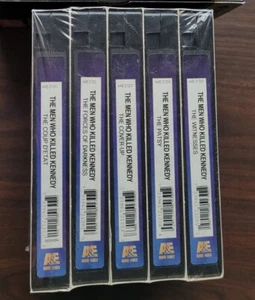 THE MEN WHO KILLED KENNEDY
THE COUP D'ETAT
A&E
THE MEN WHO KILLED KENNEDY
THE FORCES OF DARKNESS
A&E
THE MEN WHO KILLED KENNEDY
THE COVER-UP
A&E
THE MEN WHO KILLED KENNEDY
THE PATSY
A&E
THE MEN WHO KILLED KENNEDY
THE WITNESSES
A&E